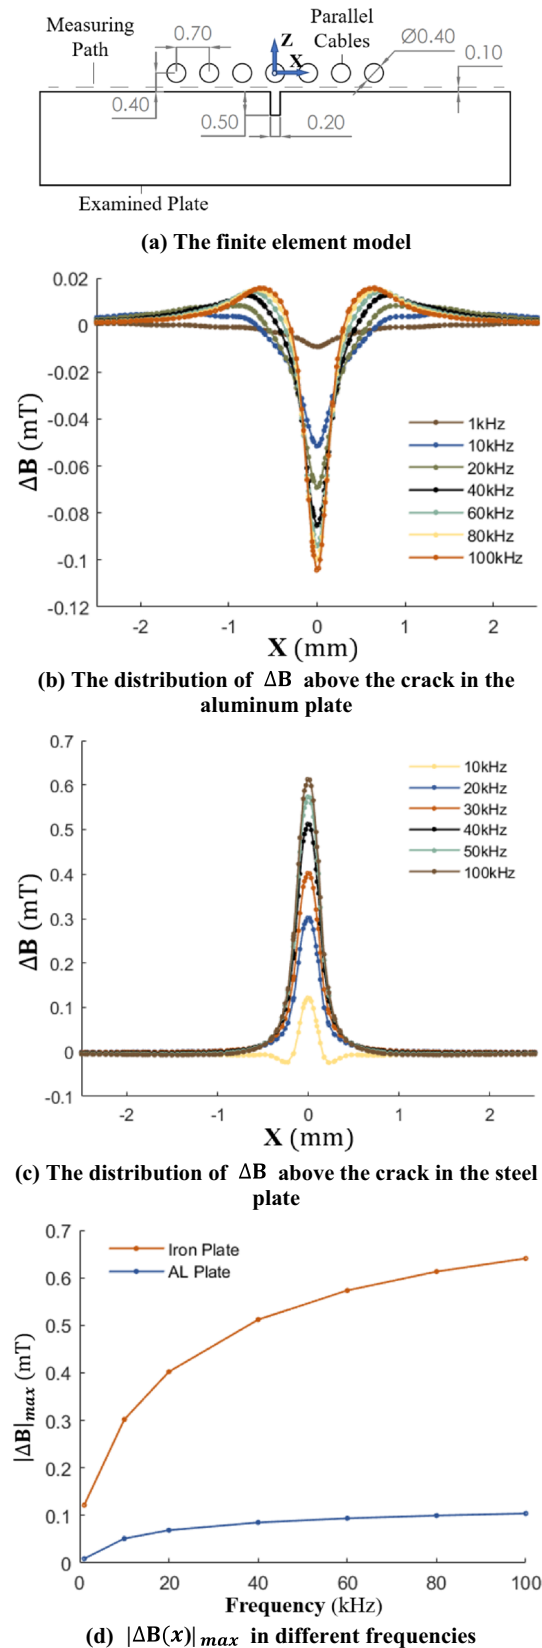 Measuring
Path
0.70
Z
X
Parallel
Cables
Ø0.40
0.10
0.40
0.50
0.20
Examined Plate
(a) The finite element model
0.02
0
-0.02
-0.04
-0.06
-0.08
-0.1
-0.12
ΔB (mT)
1kHz
10kHz
20kHz
40kHz
60kHz
80kHz
100kHz
-2 -1 0 1 2
X (mm)
(b) The distribution of ΔB above the crack in the
aluminum plate
0.7
0.6
0.5
0.4
0.3
0.2
0.1
0
-0.1
ΔB (mT)
10kHz
20kHz
30kHz
40kHz
50kHz
100kHz
-2 -1 0 1 2
X (mm)
(c) The distribution of ΔB above the crack in the steel
plate
0.7
0.6
0.5
0.4
0.3
0.2
0.1
0
|ΔB|max (mT)
Iron Plate
AL Plate
0 20 40 60 80 100
Frequency (kHz)
(d) |ΔB(x)|max in different frequencies